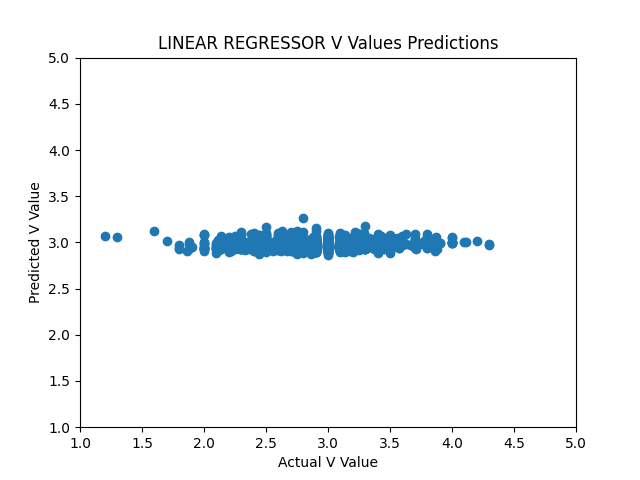 LINEAR REGRESSOR V Values Predictions
5.0
4.5
4.0
3.5
3.0
2.5
2.0
1.5
1.0
Predicted V Value
1.0 1.5 2.0 2.5 3.0 3.5 4.0 4.5 5.0
Actual V Value